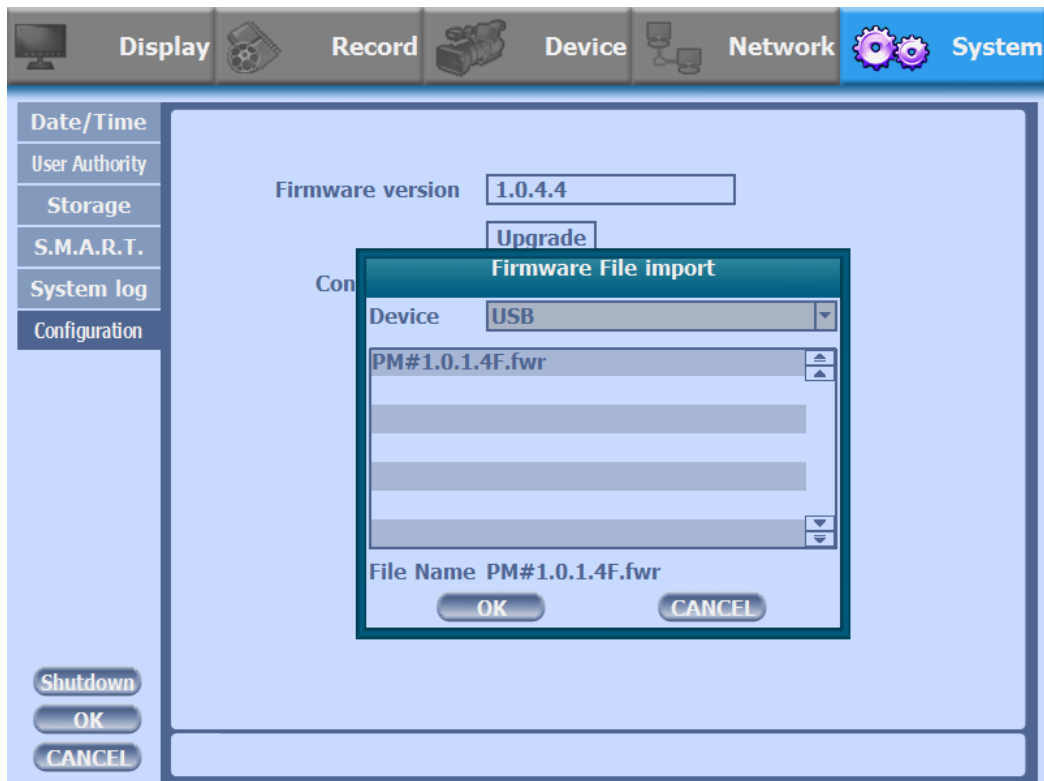 Display Record Device Network System
Date/Time
User Authority
Storage
S.M.A.R.T.
System log
Configuration
Firmware version 1.0.4.4
Upgrade
Con
Firmware File import
Device USB
PM#1.0.1.4F.fwr
File Name PM#1.0.1.4F.fwr
OK CANCEL
Shutdown
OK
CANCEL